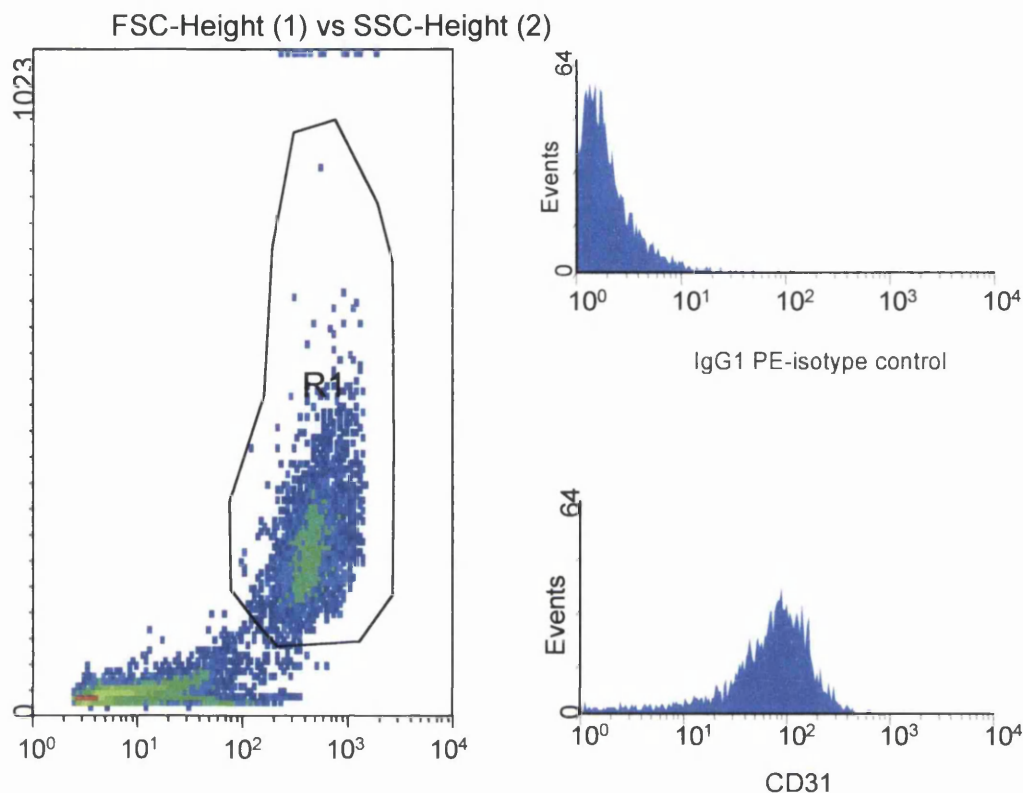 FSC-Height (1) vs SSC-Height (2)
1023
0
R1
10⁰ 10¹ 10² 10³ 10⁴
64
Events
0
10⁰ 10¹ 10² 10³ 10⁴
IgG1 PE-isotype control
64
Events
0
10⁰ 10¹ 10² 10³ 10⁴
CD31